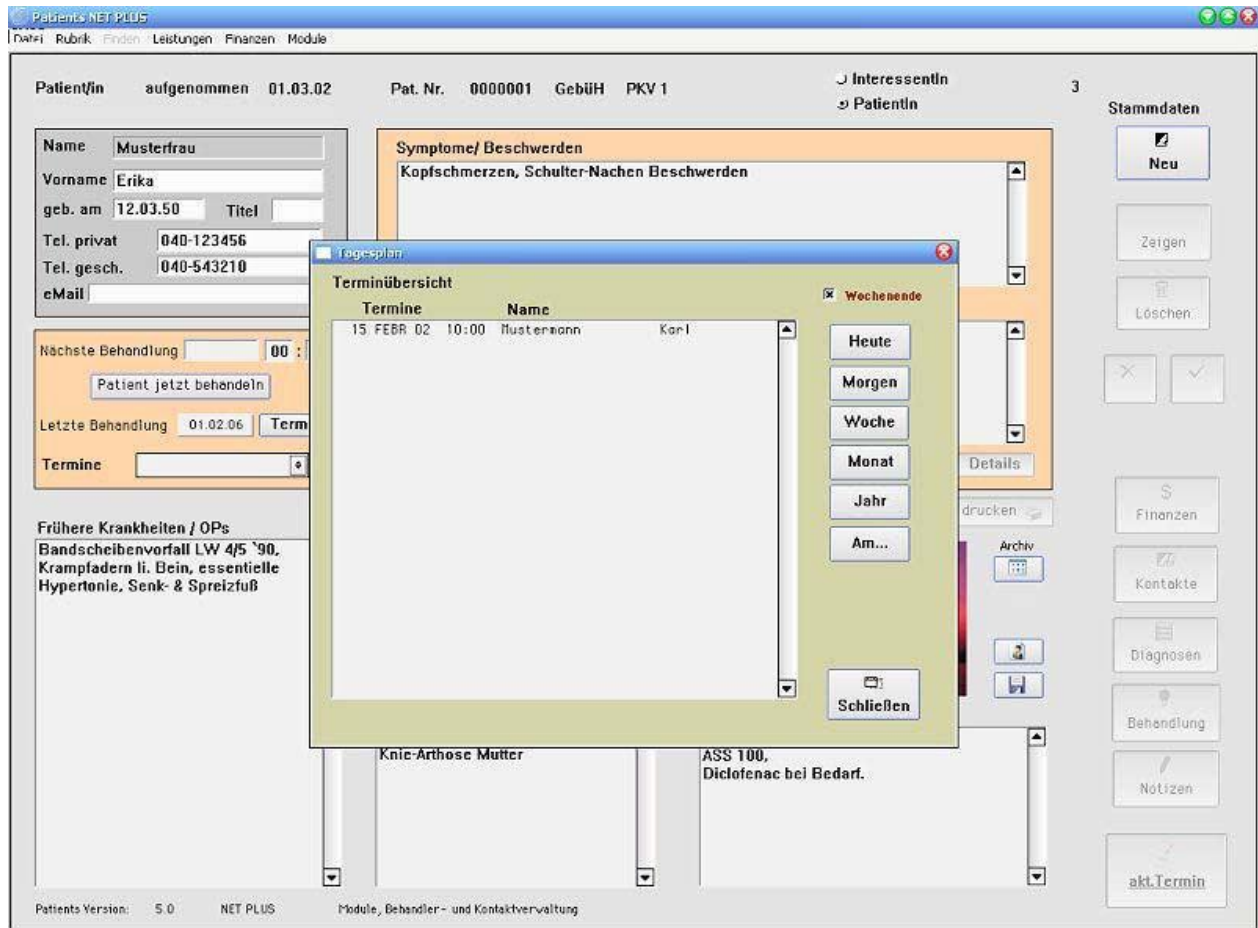 Patients NET PLUS
Datei Rubrik Finden Leistungen Finanzen Module
Patient/in aufgenommen 01.03.02 Pat. Nr. 0000001 GebüH PKV 1
InteressentIn
PatientIn
3
Stammdaten
Name Musterfrau
Vorname Erika
geb. am 12.03.50 Titel
Tel. privat 040-123456
Tel. gesch. 040-543210
eMail
Symptome/ Beschwerden
Kopfschmerzen, Schulter-Nachen Beschwerden
Neu
Zeigen
Löschen
Nächste Behandlung 00 :
Patient jetzt behandeln
Letzte Behandlung 01.02.06 Term
Termine
Tagesplan
Terminübersicht
Wochenende
Termine Name
15 FEBR 02 10:00 Mustermann Karl
Heute
Morgen
Woche
Monat
Jahr
Am...
Schließen
Details
drucken
Archiv
Frühere Krankheiten / OPs
Bandscheibenvorfall LW 4/5 `90,
Krampfadern li. Bein, essentielle
Hypertonie, Senk- & Spreizfuß
Knie-Arthose Mutter
ASS 100,
Diclofenac bei Bedarf.
Finanzen
Kontakte
Diagnosen
Behandlung
Notizen
akt.Termin
Patients Version: 5.0 NET PLUS Module, Behandler- und Kontaktverwaltung